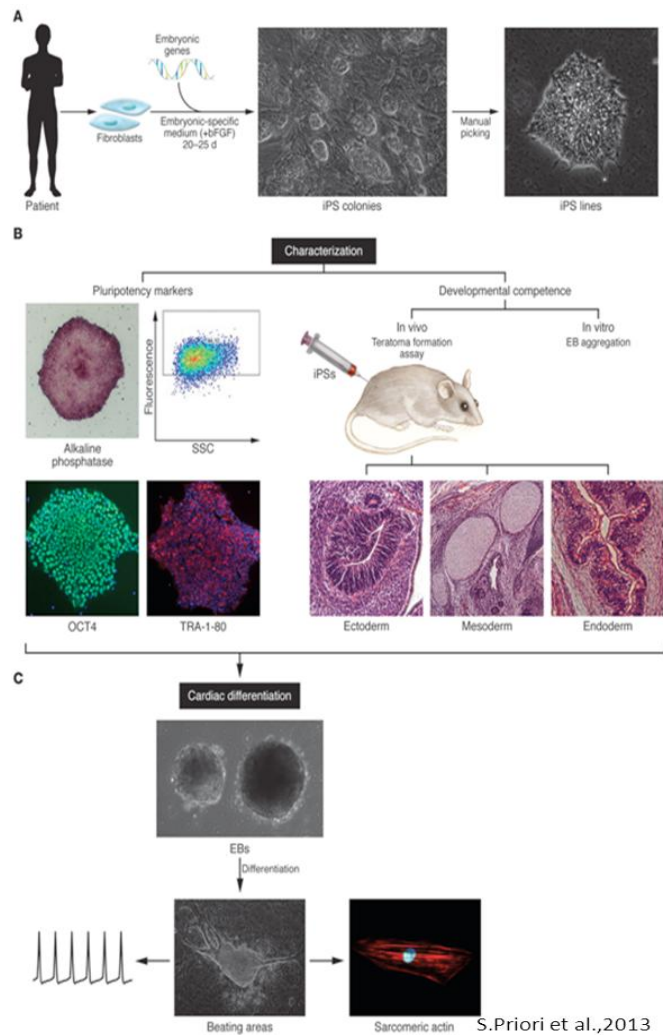 A
Embryonic
genes
Fibroblasts
Embryonic-specific
medium (+bFGF)
20–25 d
Manual
picking
Patient
iPS colonies
iPS lines
B
Characterization
Pluripotency markers
Developmental competence
In vivo
Teratoma formation
assay
In vitro
EB aggregation
iPSs
Fluorescence
SSC
Alkaline
phosphatase
OCT4
TRA-1-80
Ectoderm
Mesoderm
Endoderm
C
Cardiac differentiation
EBs
Differentiation
Beating areas
Sarcomeric actin
S.Priori et al.,2013